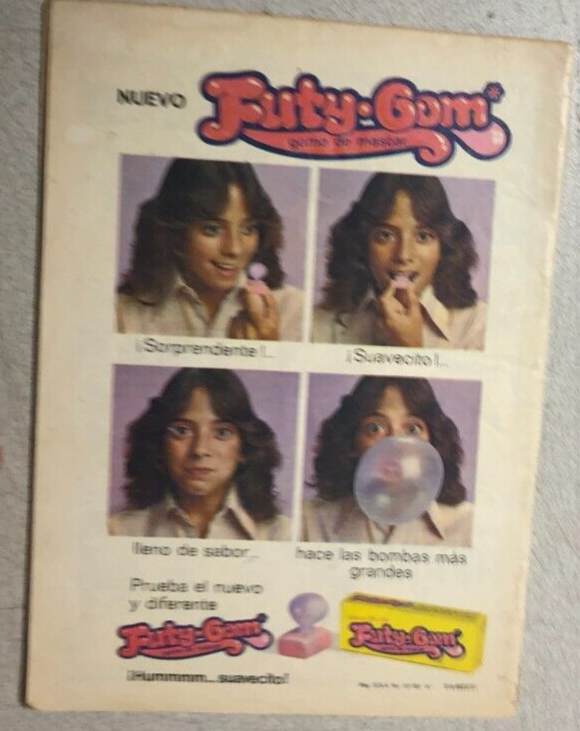 NUEVO
Futy-Gom*
goma de mascar
¡Sorprendente!...
¡Suavecito!...
lleno de sabor...
hace las bombas más
grandes
Prueba el nuevo
y diferente
Futy-Gom*
Futy-Gom*
¡Hummmm... suavecito!